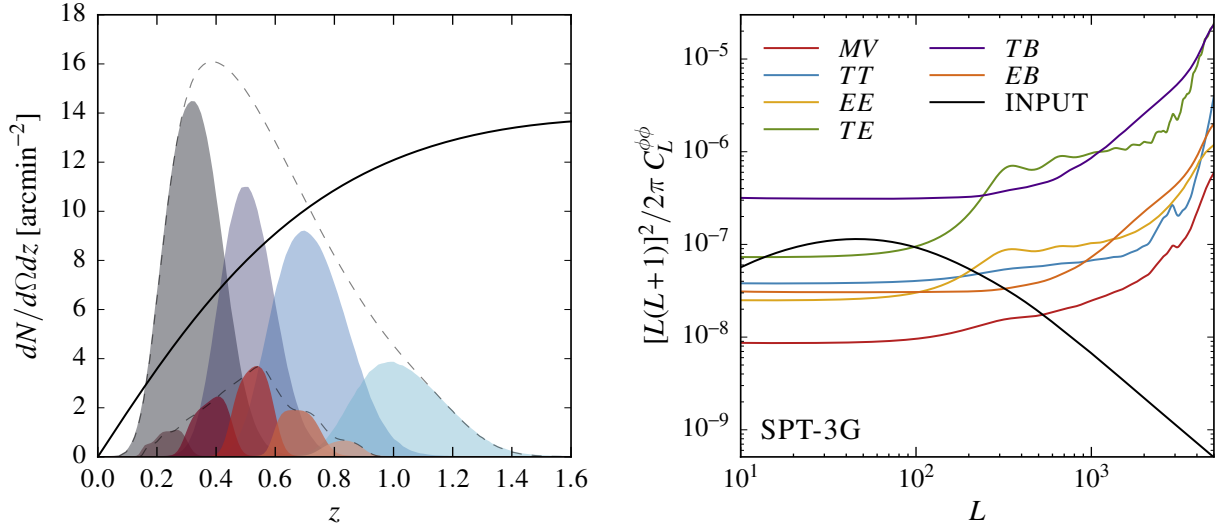 dN/dΩdz [arcmin⁻²]
18
16
14
12
10
8
6
4
2
0
0.0 0.2 0.4 0.6 0.8 1.0 1.2 1.4 1.6
z
[L(L+1)]²/2π C_L^ϕϕ
10⁻⁵
10⁻⁶
10⁻⁷
10⁻⁸
10⁻⁹
MV TB
TT EB
EE INPUT
TE
SPT-3G
10¹ 10² 10³
L